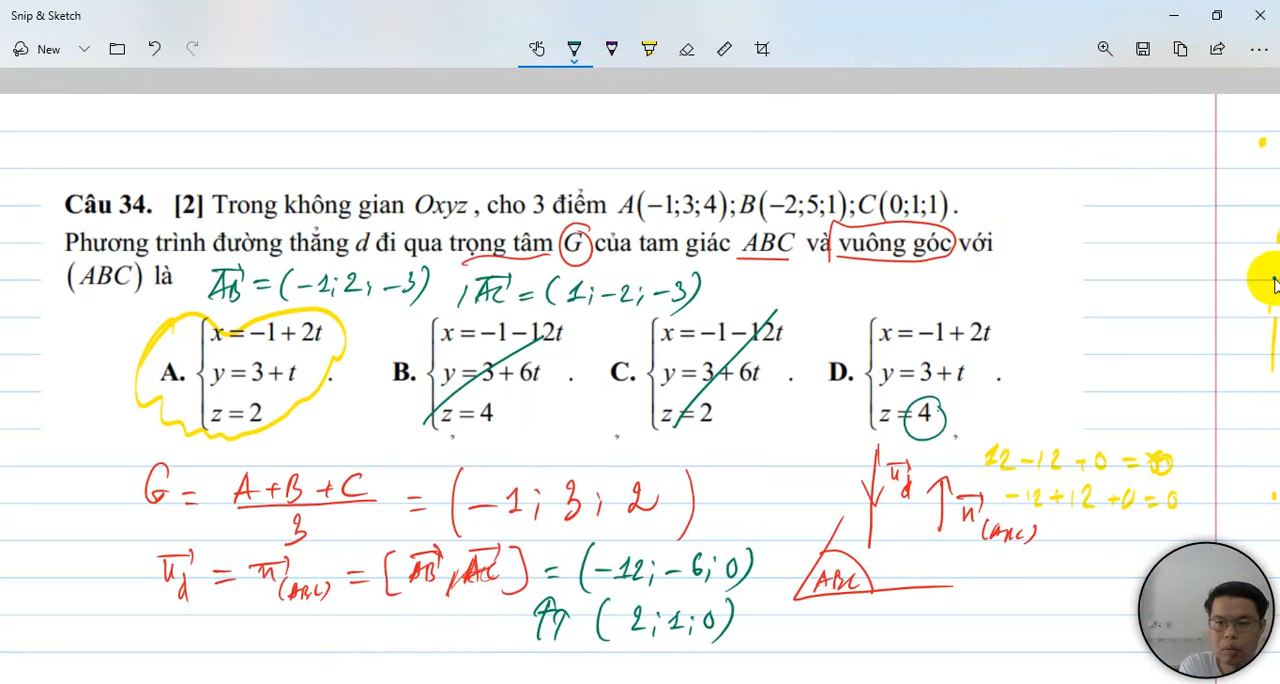 Snip & Sketch
New
Câu 34. [2] Trong không gian Oxyz, cho 3 điểm A(−1;3;4);B(−2;5;1);C(0;1;1).
Phương trình đường thẳng d đi qua trọng tâm G của tam giác ABC và vuông góc với
(ABC) là
AB→ = (-1; 2; -3) , AC→ = (1; -2; -3)
A. { x = −1 + 2t
y = 3 + t
z = 2 .
B. { x = −1 − 12t
y = 3 + 6t
z = 4 .
C. { x = −1 − 12t
y = 3 + 6t
z = 2 .
D. { x = −1 + 2t
y = 3 + t
z = 4 .
G = (A + B + C)/3 = (-1; 3; 2)
u→d = n→(ABC) = [AB→, AC→] = (-12; -6; 0)
⇈ (2; 1; 0)
u→d
n→(ABC)
ABC
12 - 12 + 0 = 0
-12 + 12 + 0 = 0